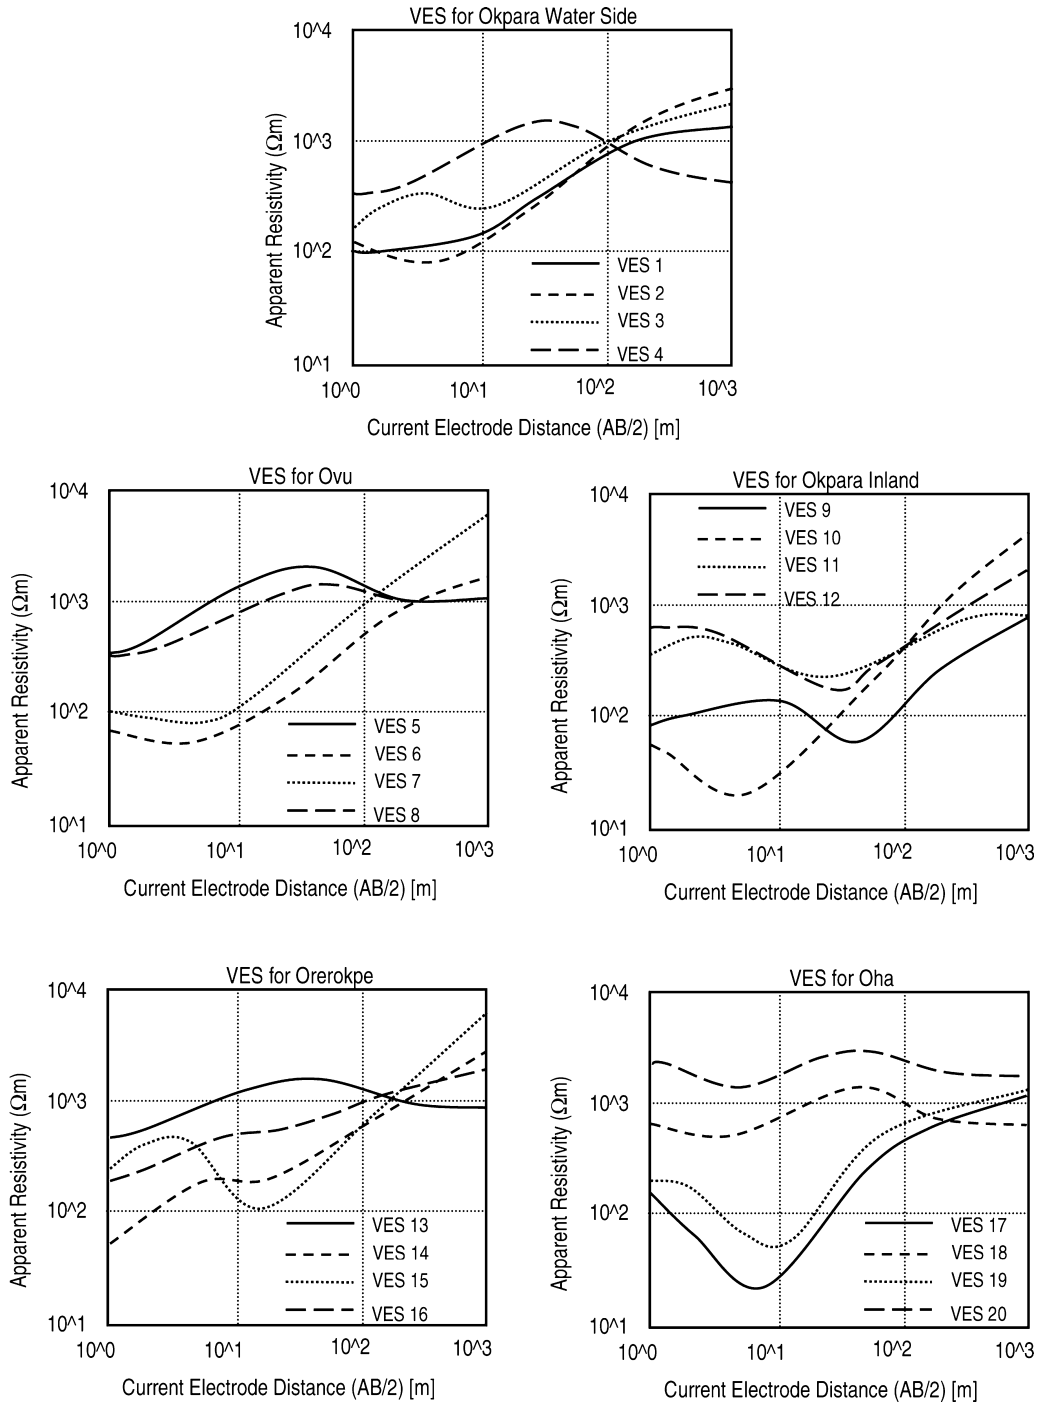 VES for Okpara Water Side
10^4
10^3
10^2
10^1
Apparent Resistivity (Ωm)
VES 1
VES 2
VES 3
VES 4
10^0 10^1 10^2 10^3
Current Electrode Distance (AB/2) [m]
VES for Ovu
10^4
10^3
10^2
10^1
Apparent Resistivity (Ωm)
VES 5
VES 6
VES 7
VES 8
10^0 10^1 10^2 10^3
Current Electrode Distance (AB/2) [m]
VES for Okpara Inland
10^4
10^3
10^2
10^1
Apparent Resistivity (Ωm)
VES 9
VES 10
VES 11
VES 12
10^0 10^1 10^2 10^3
Current Electrode Distance (AB/2) [m]
VES for Orerokpe
10^4
10^3
10^2
10^1
Apparent Resistivity (Ωm)
VES 13
VES 14
VES 15
VES 16
10^0 10^1 10^2 10^3
Current Electrode Distance (AB/2) [m]
VES for Oha
10^4
10^3
10^2
10^1
Apparent Resistivity (Ωm)
VES 17
VES 18
VES 19
VES 20
10^0 10^1 10^2 10^3
Current Electrode Distance (AB/2) [m]